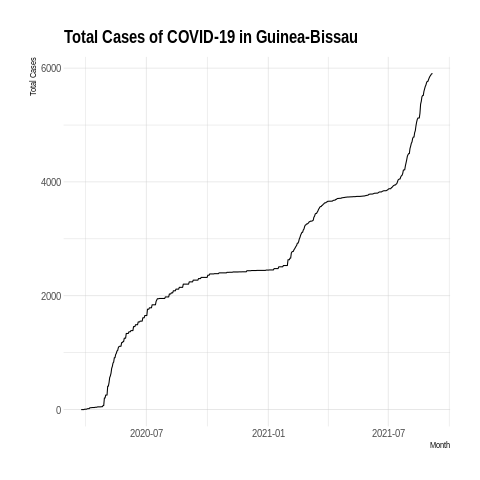 Total Cases of COVID-19 in Guinea-Bissau
Total Cases
6000
4000
2000
0
2020-07 2021-01 2021-07
Month